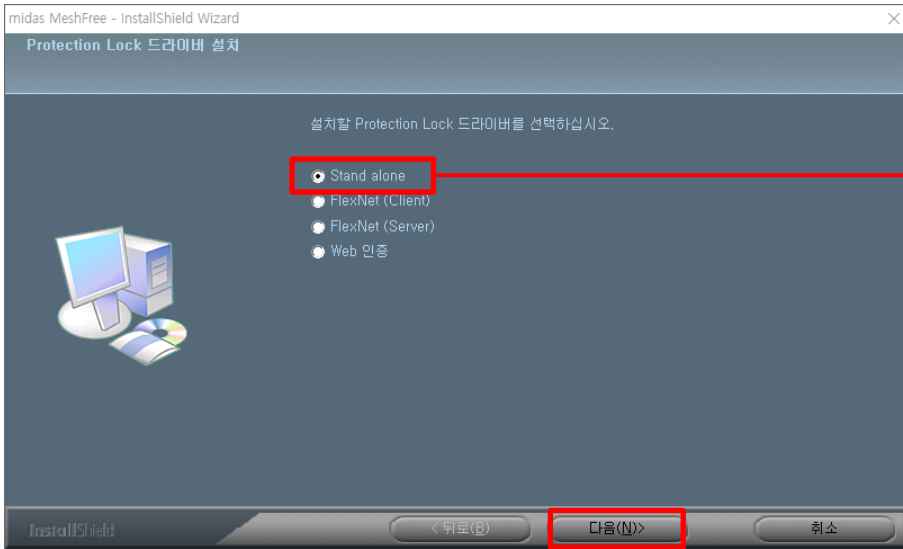 midas MeshFree - InstallShield Wizard
Protection Lock 드라이버 설치
설치할 Protection Lock 드라이버를 선택하십시오.
Stand alone
FlexNet (Client)
FlexNet (Server)
Web 인증
InstallShield
< 뒤로(B)
다음(N)>
취소